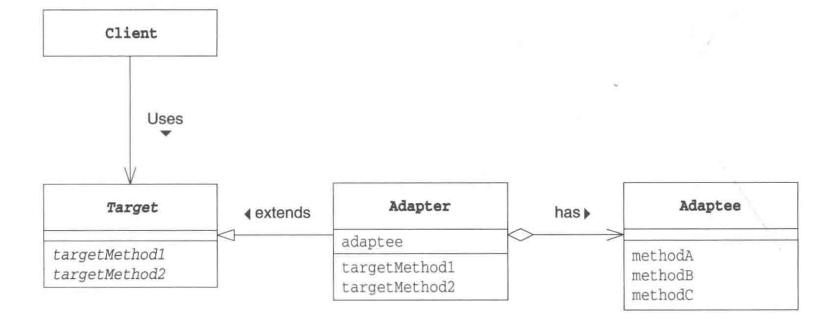 Client
Uses
Target
targetMethod1
targetMethod2
extends
Adapter
adaptee
targetMethod1
targetMethod2
has
Adaptee
methodA
methodB
methodC